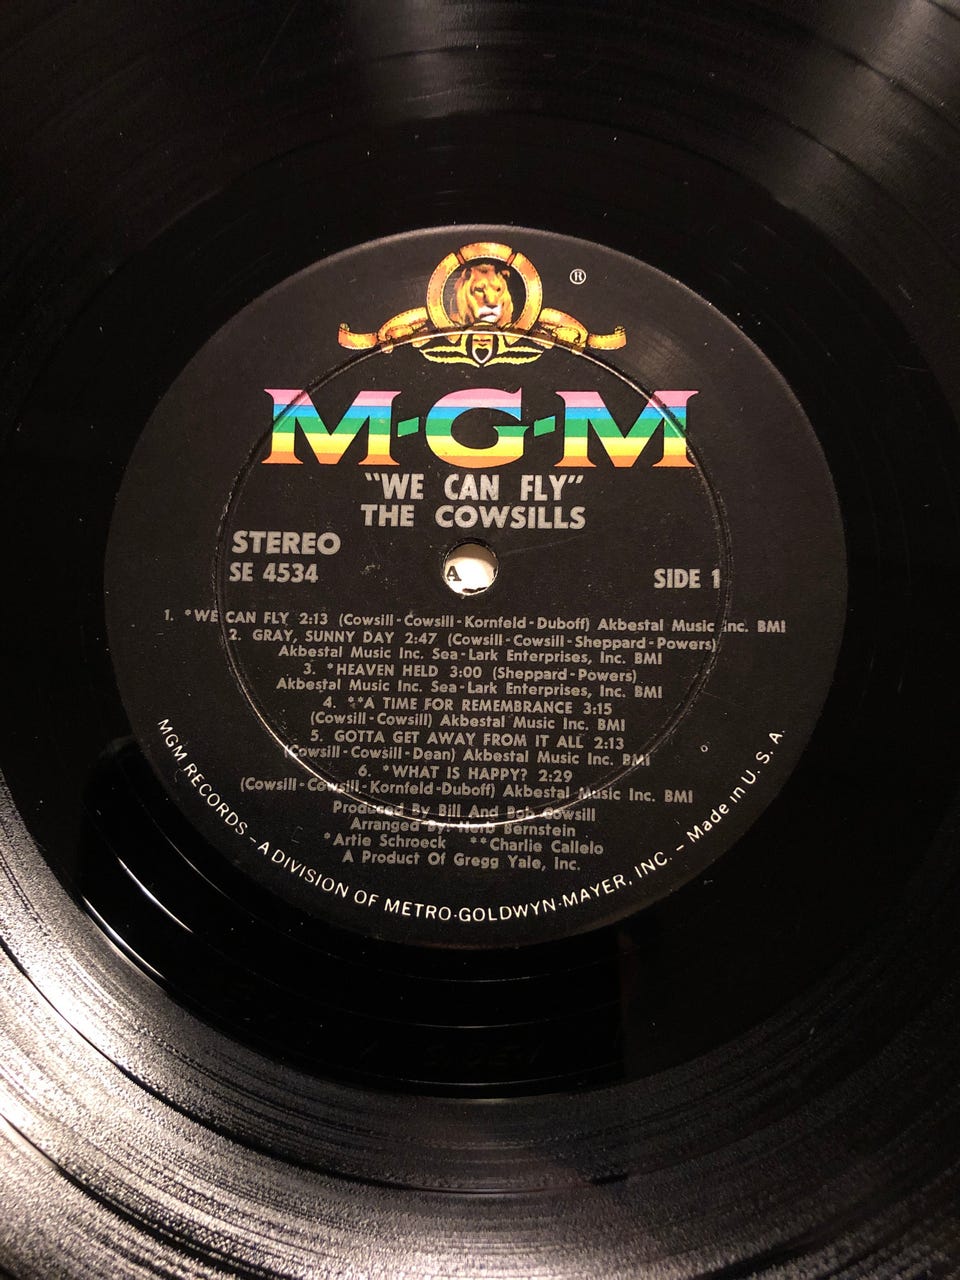 ®
M-G-M
"WE CAN FLY"
THE COWSILLS
STEREO
SE 4534
A
SIDE 1
1. *WE CAN FLY 2:13 (Cowsill-Cowsill-Kornfeld-Duboff) Akbestal Music Inc. BMI
2. GRAY, SUNNY DAY 2:47 (Cowsill-Cowsill-Sheppard-Powers)
Akbestal Music Inc. Sea-Lark Enterprises, Inc. BMI
3. *HEAVEN HELD 3:00 (Sheppard-Powers)
Akbestal Music Inc. Sea-Lark Enterprises, Inc. BMI
4. **A TIME FOR REMEMBRANCE 3:15
(Cowsill-Cowsill) Akbestal Music Inc. BMI
5. GOTTA GET AWAY FROM IT ALL 2:13
(Cowsill-Cowsill-Dean) Akbestal Music Inc. BMI
6. *WHAT IS HAPPY? 2:29
(Cowsill-Cowsill-Kornfeld-Duboff) Akbestal Music Inc. BMI
Produced By Bill And Bob Cowsill
Arranged By: Herb Bernstein
*Artie Schroeck **Charlie Callelo
A Product Of Gregg Yale, Inc.
MGM RECORDS – A DIVISION OF METRO-GOLDWYN-MAYER, INC. – Made in U. S. A.